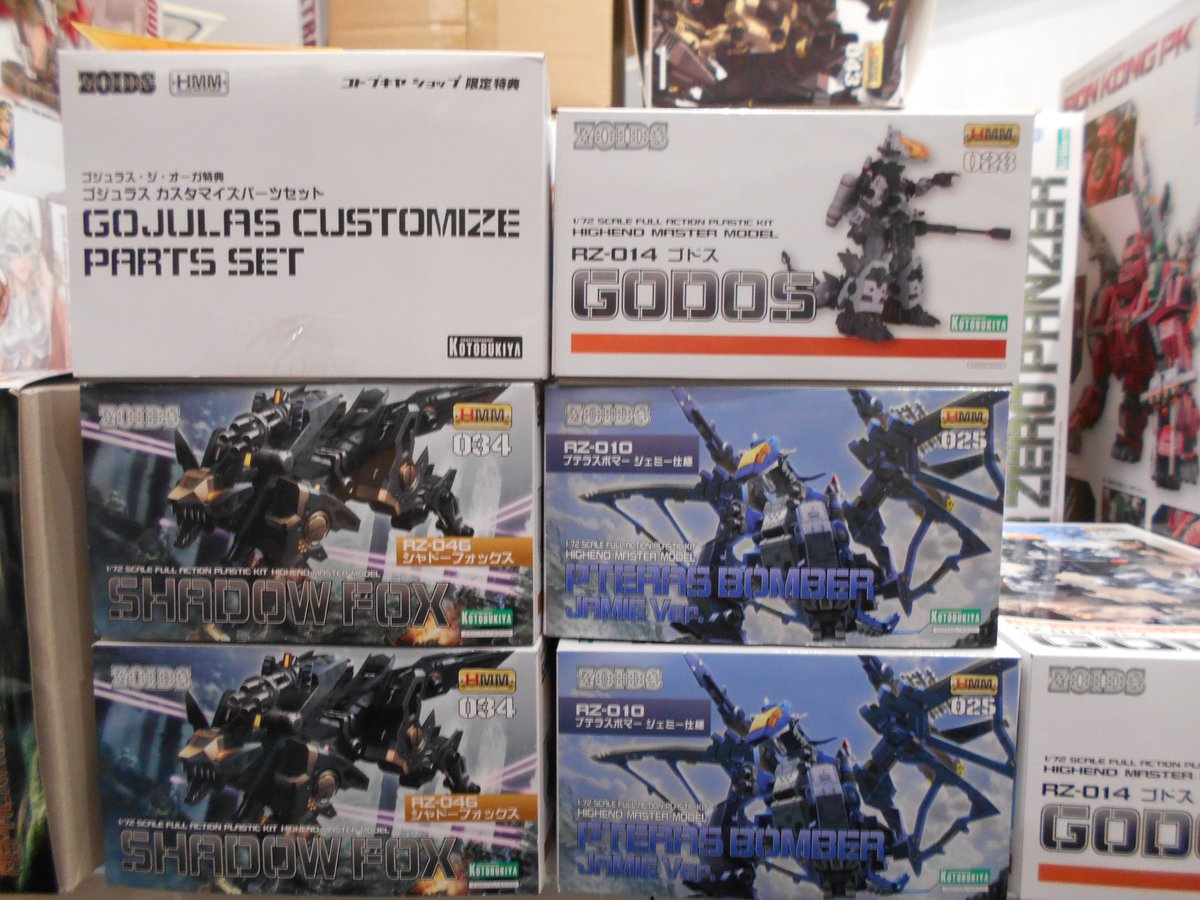 ZOIDS HMM コトブキヤ ショップ 限定特典
ゴジュラス・ジ・オーガ特典
ゴジュラス カスタマイズパーツセット
GOJULAS CUSTOMIZE
PARTS SET
KOTOBUKIYA
043
ZOIDS HMM
028
1/72 SCALE FULL ACTION PLASTIC KIT
HIGHEND MASTER MODEL
RZ-014 ゴドス
GODOS
KOTOBUKIYA
ZERO PANZER
KONG PK
ZOIDS HMM
034
RZ-046
シャドーフォックス
1/72 SCALE FULL ACTION PLASTIC KIT HIGHEND MASTER MODEL
SHADOW FOX
KOTOBUKIYA
ZOIDS HMM
RZ-010 025
プテラスボマー ジェミー仕様
1/72 SCALE FULL ACTION PLASTIC KIT
HIGHEND MASTER MODEL
PTERAS BOMBER
JAMIE Ver.
KOTOBUKIYA
ZOIDS HMM
034
RZ-046
シャドーフォックス
1/72 SCALE FULL ACTION PLASTIC KIT HIGHEND MASTER MODEL
SHADOW FOX
KOTOBUKIYA
ZOIDS HMM
RZ-010 025
プテラスボマー ジェミー仕様
1/72 SCALE FULL ACTION PLASTIC KIT
HIGHEND MASTER MODEL
PTERAS BOMBER
JAMIE Ver.
KOTOBUKIYA
ZOIDS
1/72 SCALE FULL ACTION
HIGHEND MASTER
RZ-014 ゴドス
GOD